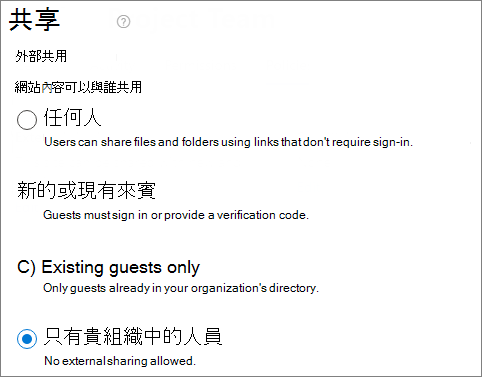 共享
外部共用
網站內容可以與誰共用
任何人
Users can share files and folders using links that don't require sign-in.
新的或現有來賓
Guests must sign in or provide a verification code.
C) Existing guests only
Only guests already in your organization's directory.
只有貴組織中的人員
No external sharing allowed.